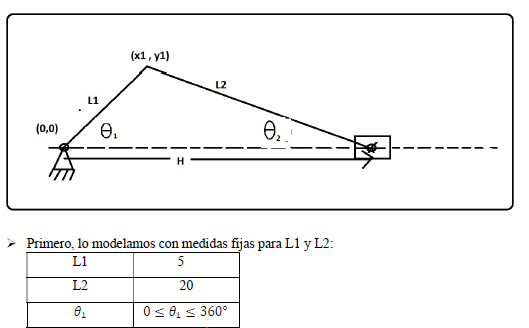 (x1 , y1)
L2
L1
(0,0)
θ₁
θ₂
H
➢ Primero, lo modelamos con medidas fijas para L1 y L2:
L1 5
L2 20
θ₁ 0 ≤ θ₁ ≤ 360°